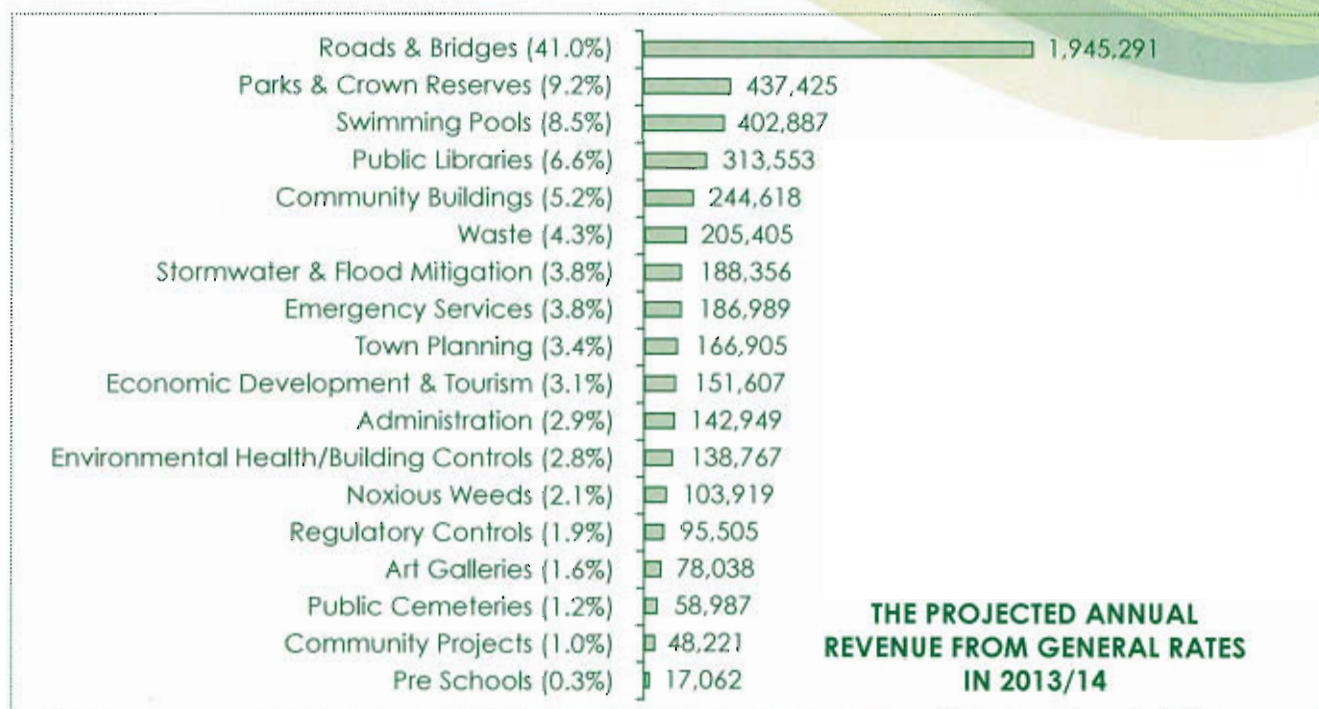 Roads & Bridges (41.0%) 1,945,291
Parks & Crown Reserves (9.2%) 437,425
Swimming Pools (8.5%) 402,887
Public Libraries (6.6%) 313,553
Community Buildings (5.2%) 244,618
Waste (4.3%) 205,405
Stormwater & Flood Mitigation (3.8%) 188,356
Emergency Services (3.8%) 186,989
Town Planning (3.4%) 166,905
Economic Development & Tourism (3.1%) 151,607
Administration (2.9%) 142,949
Environmental Health/Building Controls (2.8%) 138,767
Noxious Weeds (2.1%) 103,919
Regulatory Controls (1.9%) 95,505
Art Galleries (1.6%) 78,038
Public Cemeteries (1.2%) 58,987
Community Projects (1.0%) 48,221
Pre Schools (0.3%) 17,062
THE PROJECTED ANNUAL
REVENUE FROM GENERAL RATES
IN 2013/14